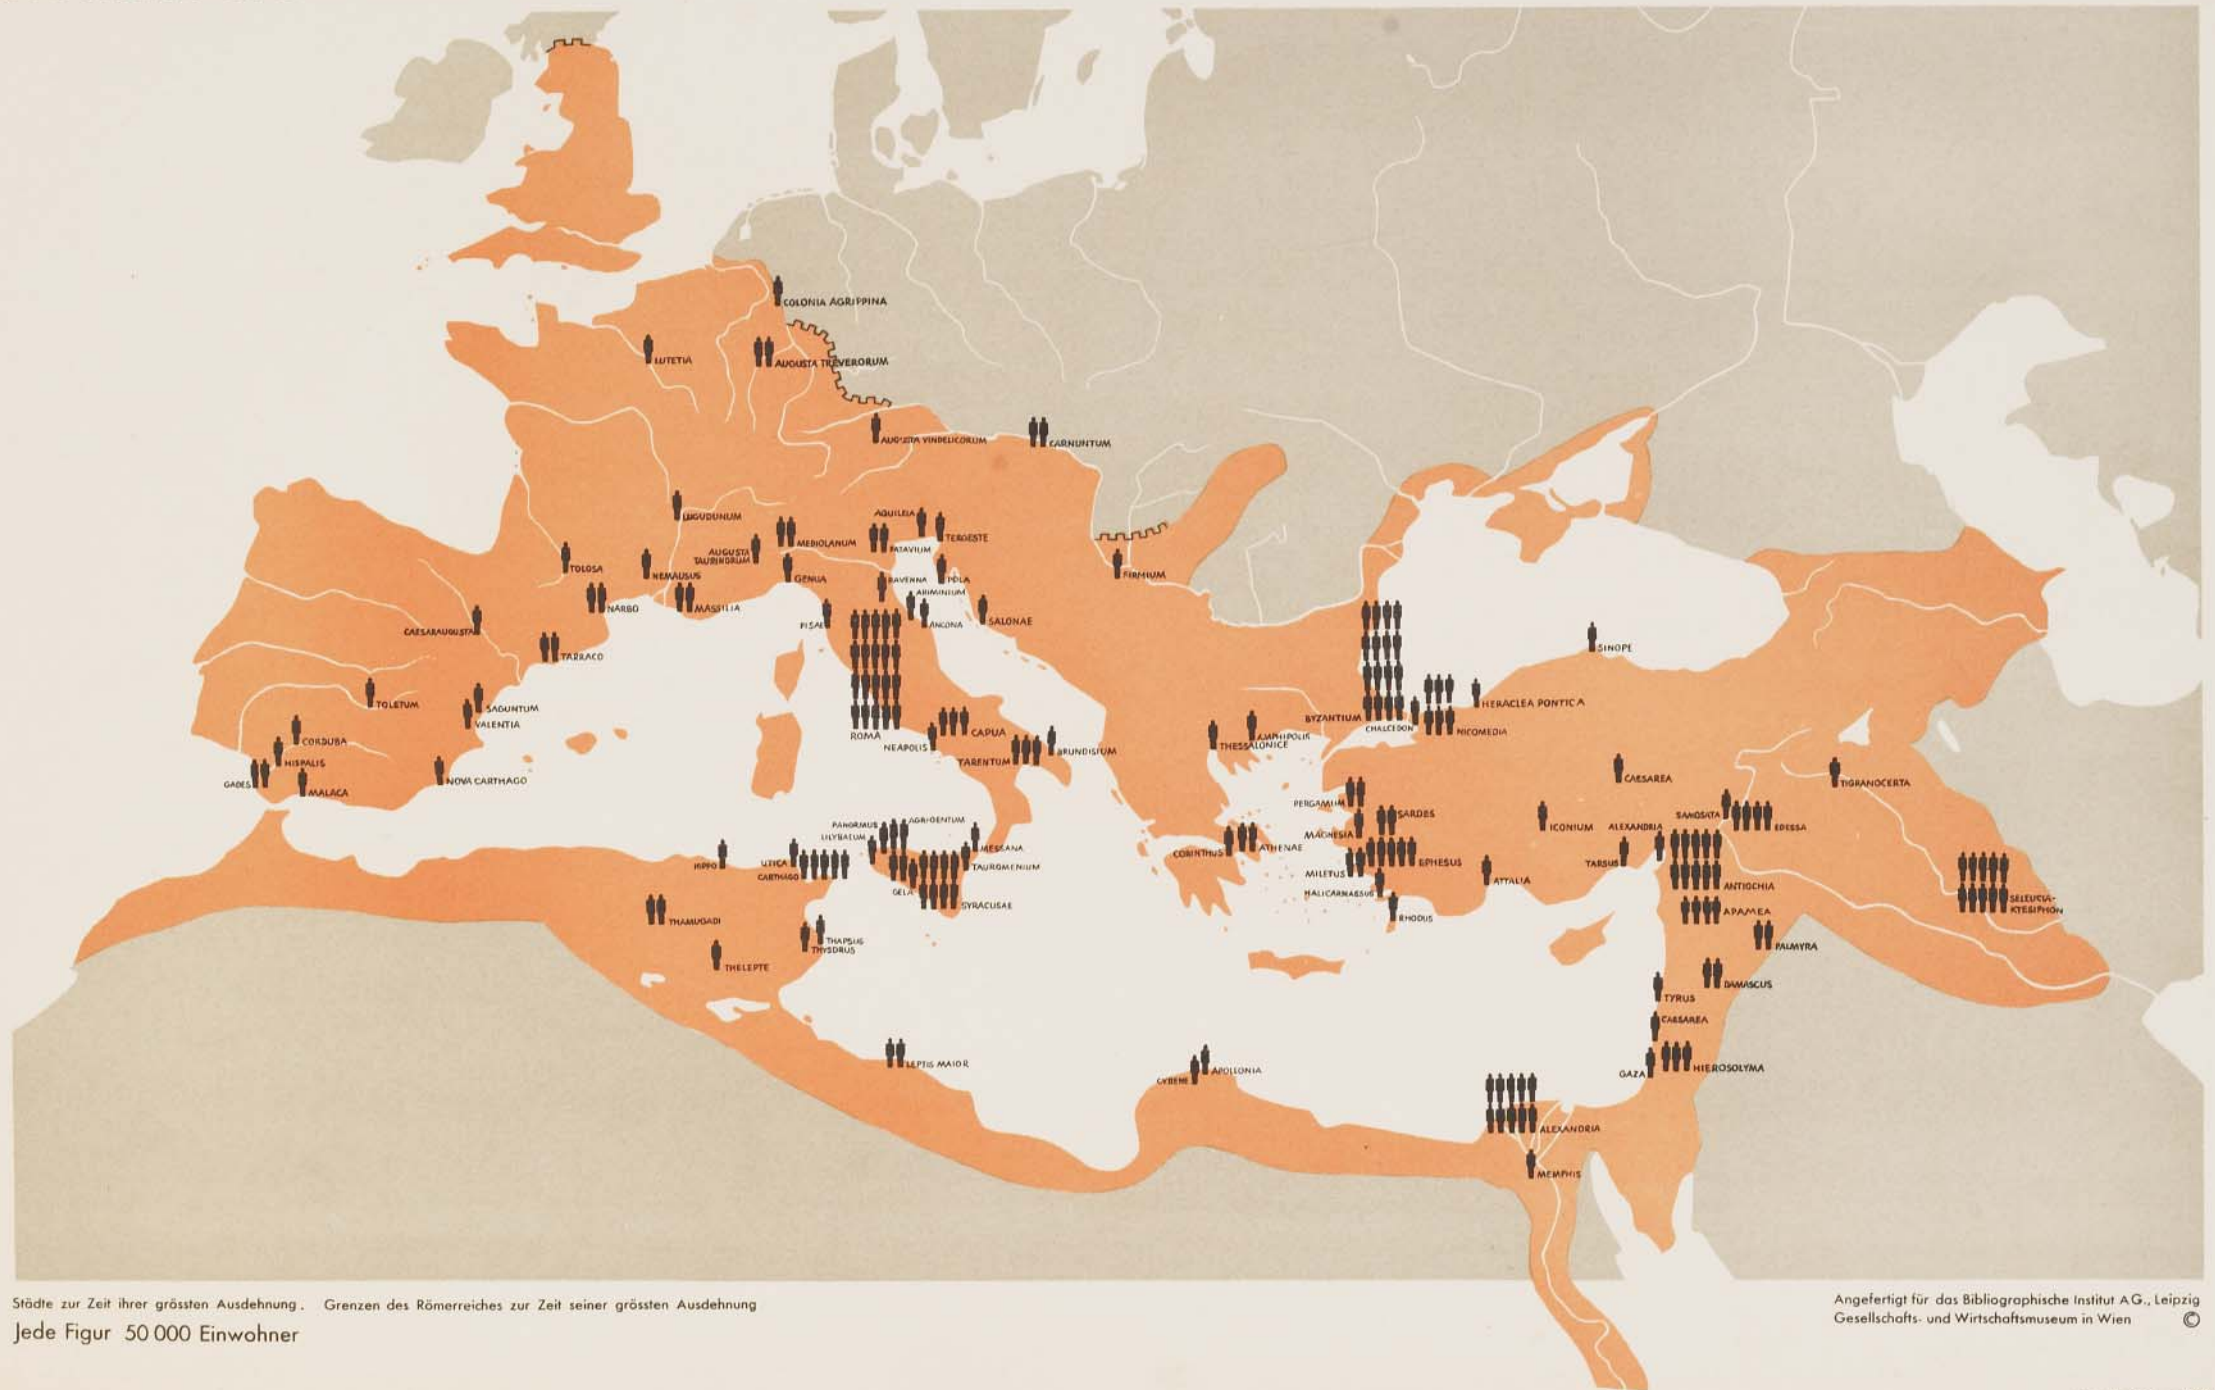 COLONIA AGRIPPINA
LUTETIA
AUGUSTA TREVERORUM
AUGUSTA VINDELICORUM
CARNUNTUM
LUGUDUNUM
AQUILEIA
TERGESTE
MEDIOLANUM
PATAVIUM
AUGUSTA
TAURINORUM
TOLOSA
NEMAUSUS
GENUA
RAVENNA
POLA
FIRMIUM
ARIMINIUM
NARBO
MASSILIA
PISAE
ANCONA
SALONAE
CAESARAUGUSTA
TARRACO
SINOPE
TOLETUM
SAGUNTUM
VALENTIA
HERACLEA PONTICA
BYZANTIUM
CHALCEDON
NICOMEDIA
ROMA
CAPUA
NEAPOLIS
AMPHIPOLIS
THESSALONICE
CORDUBA
BRUNDISIUM
TARENTUM
HISPALIS
GADES
MALACA
NOVA CARTHAGO
CAESAREA
TIGRANOCERTA
PERGAMUM
SARDES
SAMOSATA
EDESSA
PANORMUS
AGRIGENTUM
LILYBAEUM
MAGNESIA
ICONIUM
ALEXANDRIA
MESSANA
CORINTHUS
ATHENAE
HIPPO
UTICA
CARTHAGO
TAUROMENIUM
EPHESUS
TARSUS
MILETUS
ATTALIA
ANTIOCHIA
GELA
SYRACUSAE
HALICARNASSUS
RHODUS
SELEUCIA-
KTESIPHON
APAMEA
THAMUGADI
THAPSUS
THYSDRUS
PALMYRA
THELEPTE
DAMASCUS
TYRUS
CAESAREA
LEPTIS MAIOR
CYRENE
APOLLONIA
GAZA
HIEROSOLYMA
ALEXANDRIA
MEMPHIS
Städte zur Zeit ihrer grössten Ausdehnung. Grenzen des Römerreiches zur Zeit seiner grössten Ausdehnung
Jede Figur 50 000 Einwohner
Angefertigt für das Bibliographische Institut AG., Leipzig
Gesellschafts- und Wirtschaftsmuseum in Wien ©